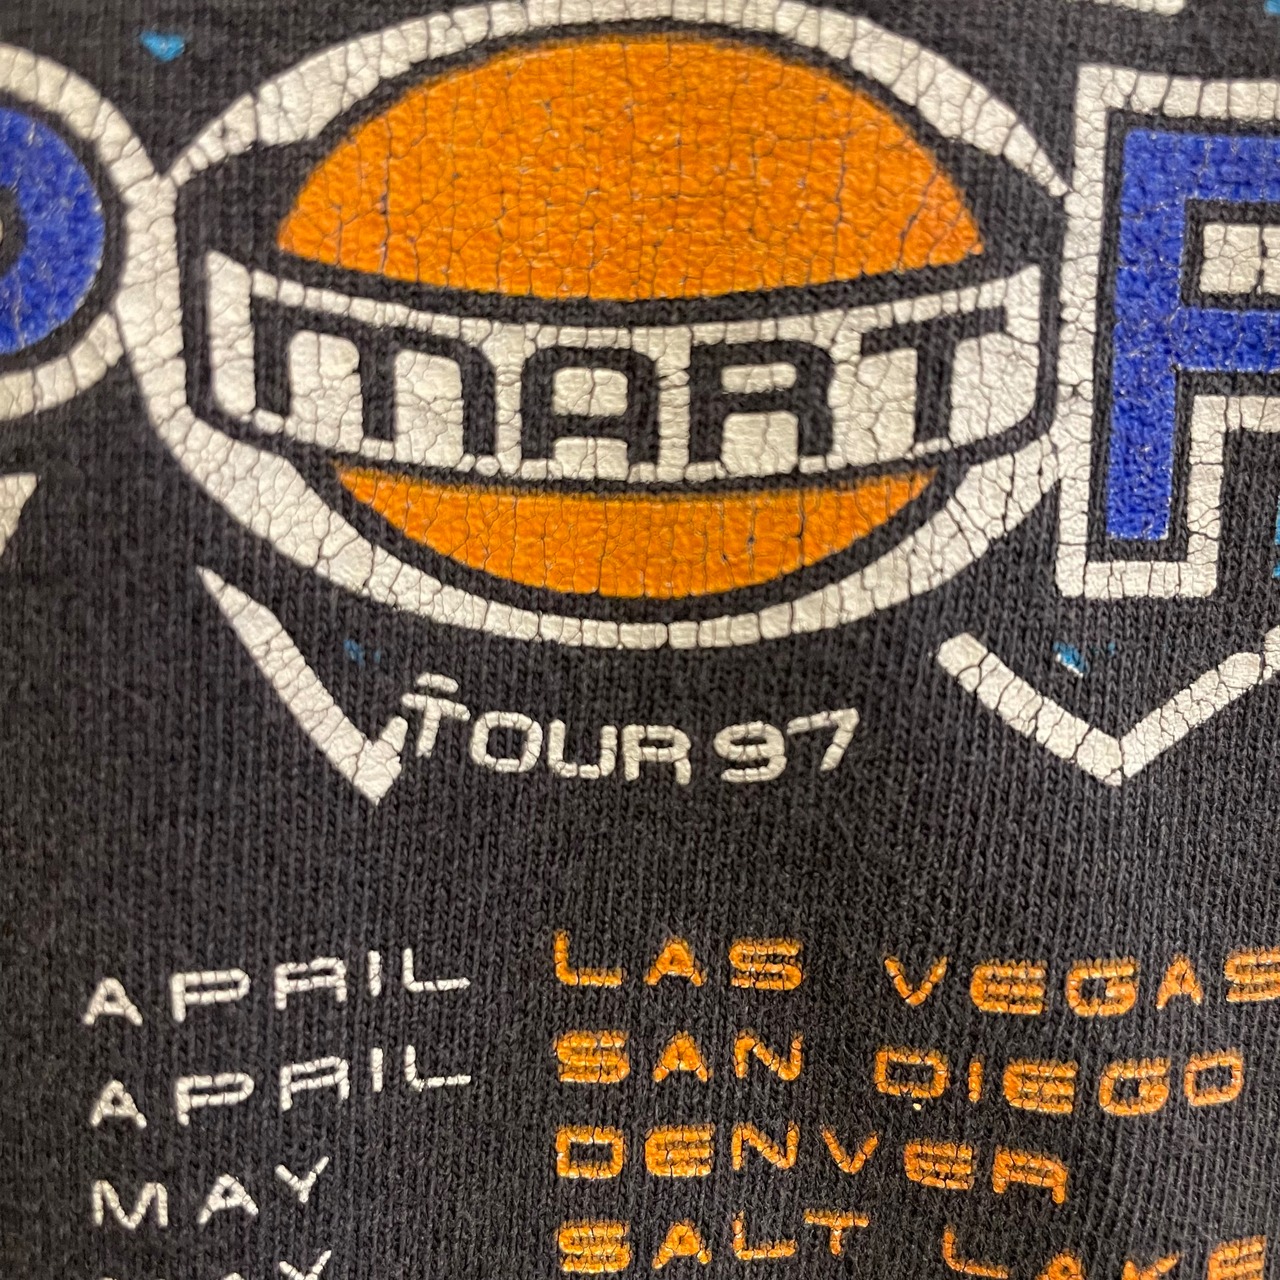 P MART P
TOUR 97
APRIL LAS VEGAS
APRIL SAN DIEGO
MAY DENVER
MAY SALT LAKE